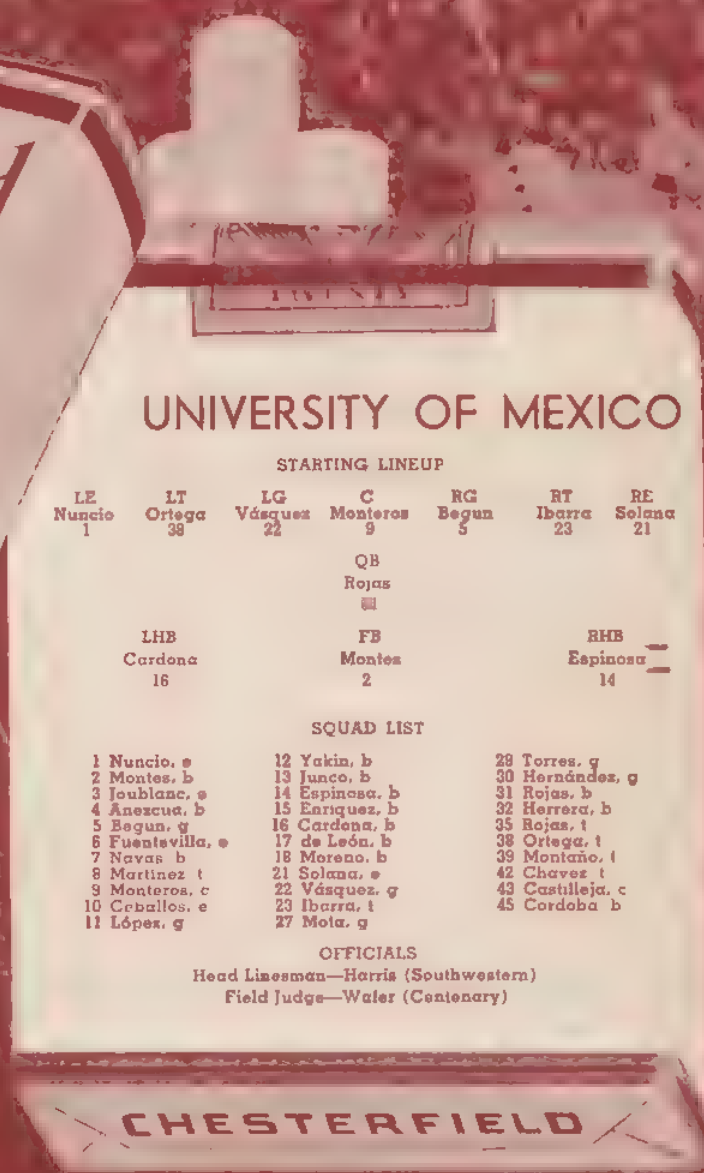 UNIVERSITY OF MEXICO
STARTING LINEUP
LE LT LG C RG RT RE
Nuncio Ortega Vásquez Monteros Begun Ibarra Solana
1 38 22 9 5 23 21
QB
Rojas
LHB FB RHB
Cardona Montes Espinosa
16 2 14
SQUAD LIST
1 Nuncio, e
2 Montes, b
3 Joublanc, e
4 Anezcua, b
5 Begun, g
6 Fuentevilla, e
7 Navas b
8 Martinez t
9 Monteros, c
10 Ceballos, e
11 López, g
12 Yakin, b
13 Junco, b
14 Espinosa, b
15 Enriquez, b
16 Cardona, b
17 de León, b
18 Moreno, b
21 Solana, e
22 Vásquez, g
23 Ibarra, t
27 Mota, g
29 Torres, g
30 Hernández, g
31 Rojas, b
32 Herrera, b
35 Rojas, t
38 Ortega, t
39 Montaño, t
42 Chavez t
43 Castilleja, c
45 Cordoba b
OFFICIALS
Head Linesman—Harris (Southwestern)
Field Judge—Wafer (Centenary)
CHESTERFIELD